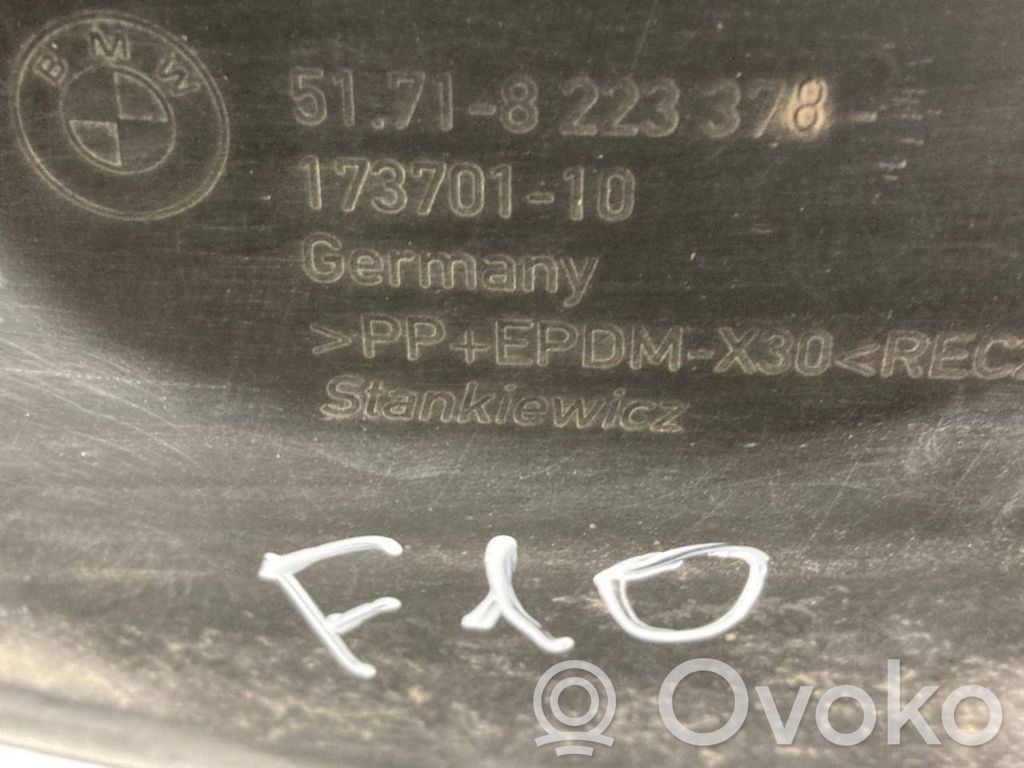 BMW
51.71-8 223 378-
173701-10
Germany
>PP+EPDM-X30<REC
Stankiewicz
F10
Ovoko